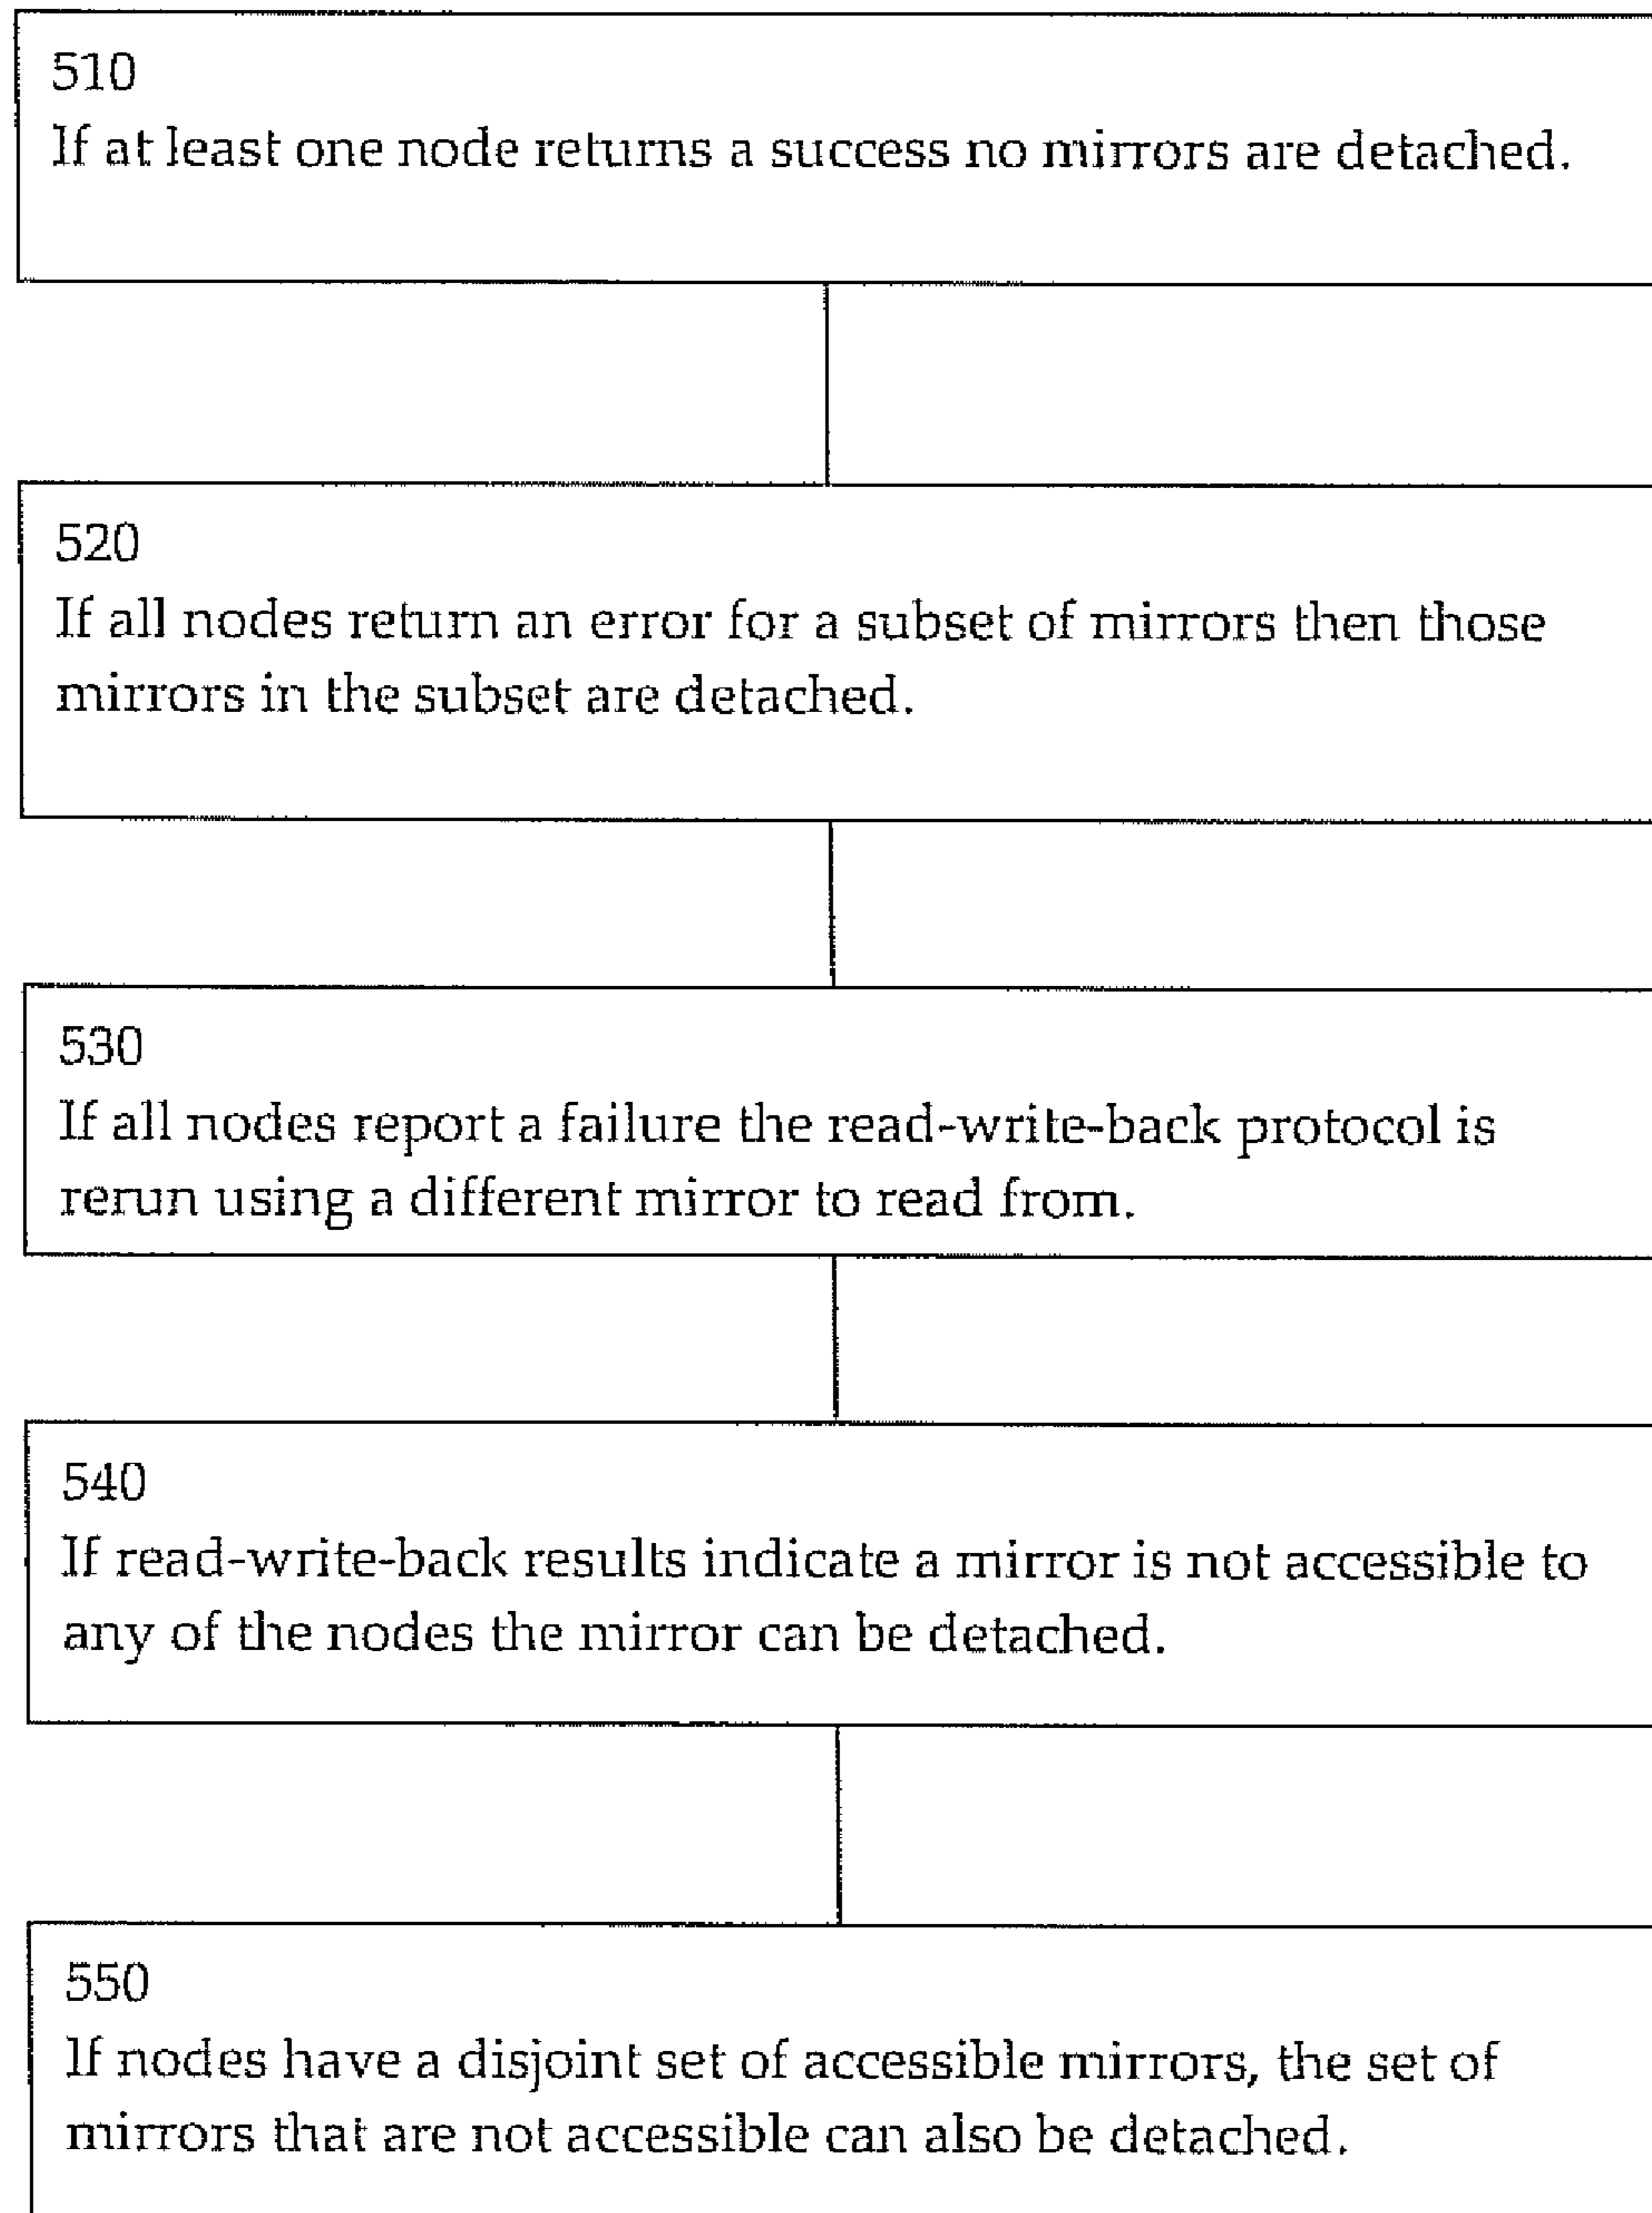 510
If at least one node returns a success no mirrors are detached.
520
If all nodes return an error for a subset of mirrors then those
mirrors in the subset are detached.
530
If all nodes report a failure the read-write-back protocol is
rerun using a different mirror to read from.
540
If read-write-back results indicate a mirror is not accessible to
any of the nodes the mirror can be detached.
550
If nodes have a disjoint set of accessible mirrors, the set of
mirrors that are not accessible can also be detached.